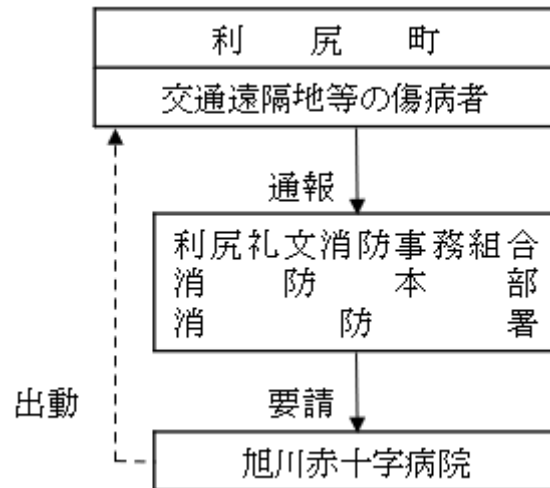 利尻町
交通遠隔地等の傷病者
通報
利尻礼文消防事務組合
消防本部
消防署
出動
要請
旭川赤十字病院